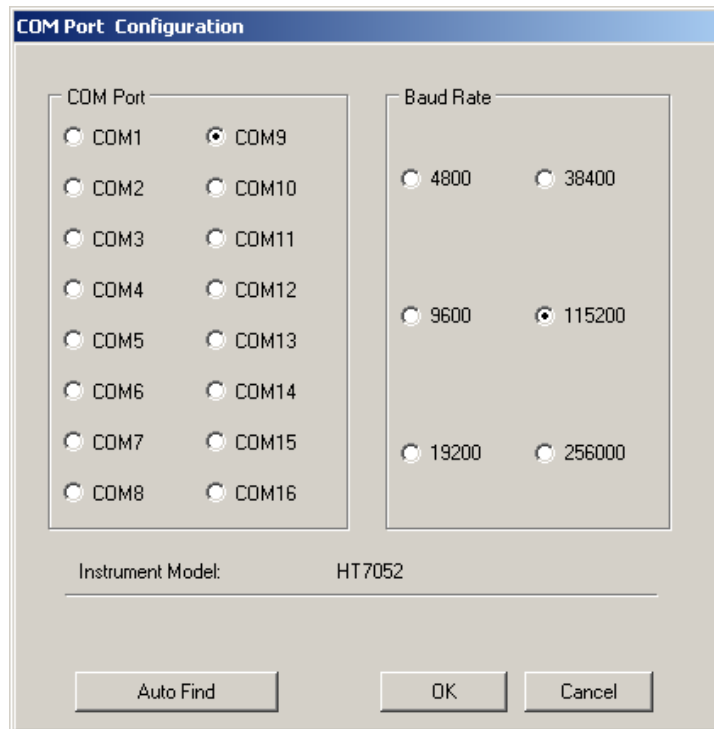 COM Port  Configuration
COM Port
COM1
COM2
COM3
COM4
COM5
COM6
COM7
COM8
COM9
COM10
COM11
COM12
COM13
COM14
COM15
COM16
Baud Rate
4800
9600
19200
38400
115200
256000
Instrument Model: HT7052
Auto Find
OK
Cancel